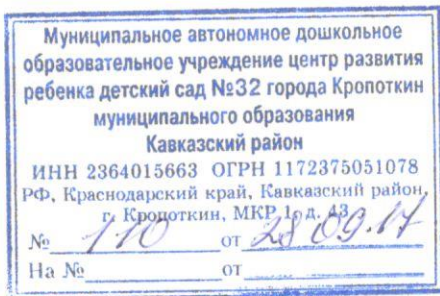 Муниципальное автономное дошкольное
образовательное учреждение центр развития
ребенка детский сад №32 города Кропоткин
муниципального образования
Кавказский район
ИНН 2364015663 ОГРН 1172375051078
РФ, Краснодарский край, Кавказский район,
г. Кропоткин, МКР 1, д. 13
№ 110 от 28.09.17
На № от